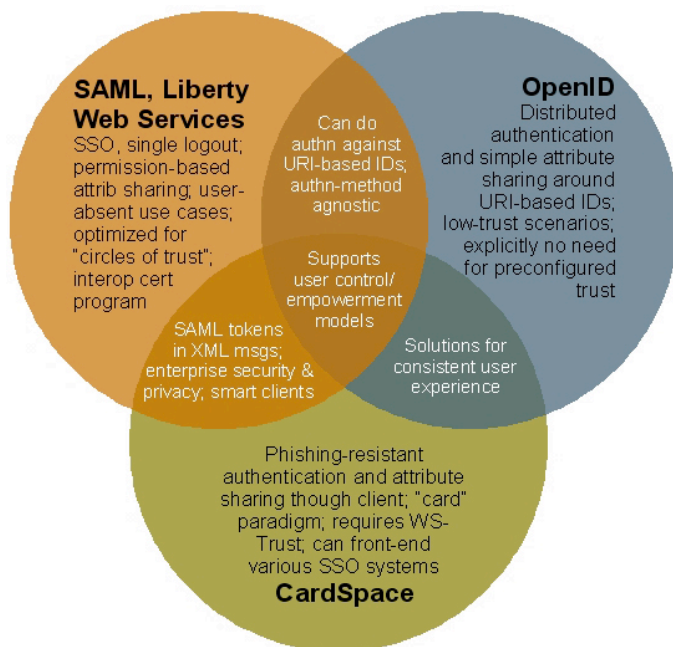 SAML, Liberty
Web Services
SSO, single logout;
permission-based
attrib sharing; user-
absent use cases;
optimized for
"circles of trust";
interop cert
program
Can do
authn against
URI-based IDs;
authn-method
agnostic
OpenID
Distributed
authentication
and simple attribute
sharing around
URI-based IDs;
low-trust scenarios;
explicitly no need
for preconfigured
trust
Supports
user control/
empowerment
models
SAML tokens
in XML msgs;
enterprise security &
privacy; smart clients
Solutions for
consistent user
experience
Phishing-resistant
authentication and attribute
sharing though client; "card"
paradigm; requires WS-
Trust; can front-end
various SSO systems
CardSpace